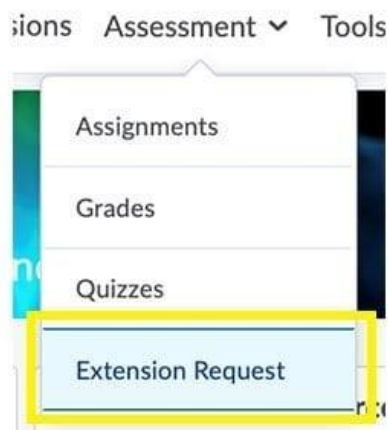 sions Assessment Tools
Assignments
Grades
Quizzes
Extension Request